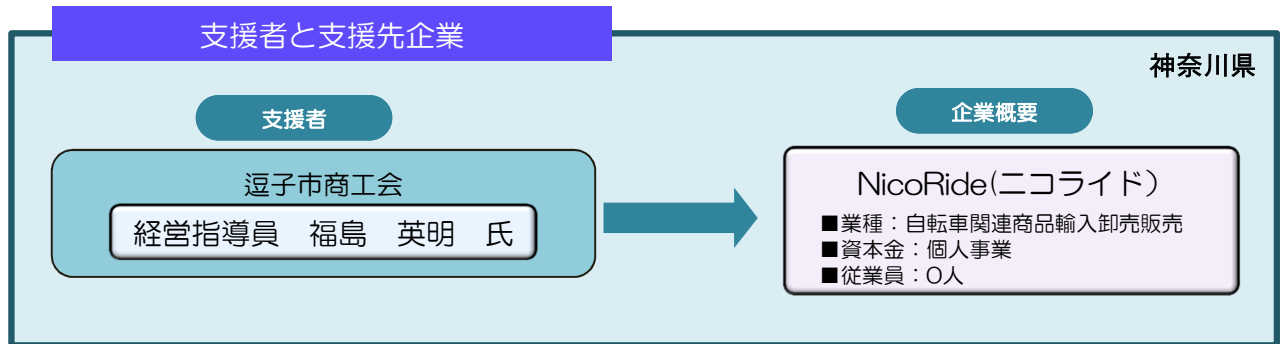 支援者と支援先企業
神奈川県
支援者
逗子市商工会
経営指導員　福島　英明　氏
企業概要
NicoRide(ニコライド）
■業種：自転車関連商品輸入卸売販売
■資本金：個人事業
■従業員：0人